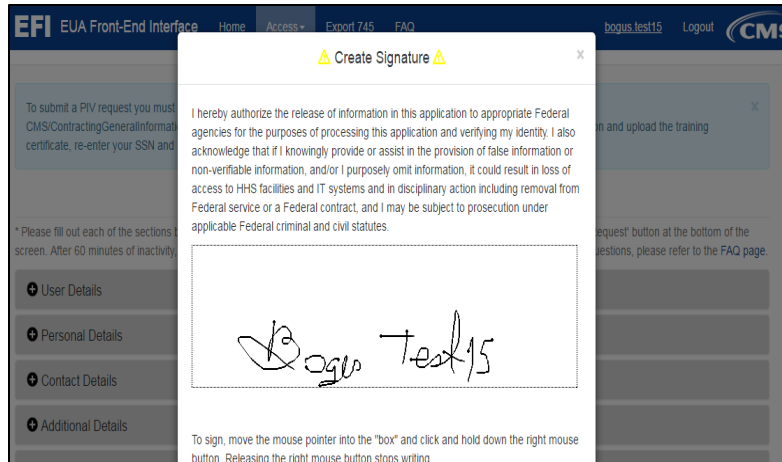 EFI EUA Front-End Interface Home Access Export 745 FAQ bogus.test15 Logout CMS
Create Signature x
To submit a PIV request you must
CMS/ContractingGeneralInformati on and upload the training x
certificate, re-enter your SSN and
I hereby authorize the release of information in this application to appropriate Federal
agencies for the purposes of processing this application and verifying my identity. I also
acknowledge that if I knowingly provide or assist in the provision of false information or
non-verifiable information, and/or I purposely omit information, it could result in loss of
access to HHS facilities and IT systems and in disciplinary action including removal from
Federal service or a Federal contract, and I may be subject to prosecution under
applicable Federal criminal and civil statutes.
* Please fill out each of the sections b equest' button at the bottom of the
screen. After 60 minutes of inactivity, uestions, please refer to the FAQ page.
Bogus Test15
User Details
Personal Details
Contact Details
Additional Details
To sign, move the mouse pointer into the "box" and click and hold down the right mouse
button. Releasing the right mouse button stops writing.